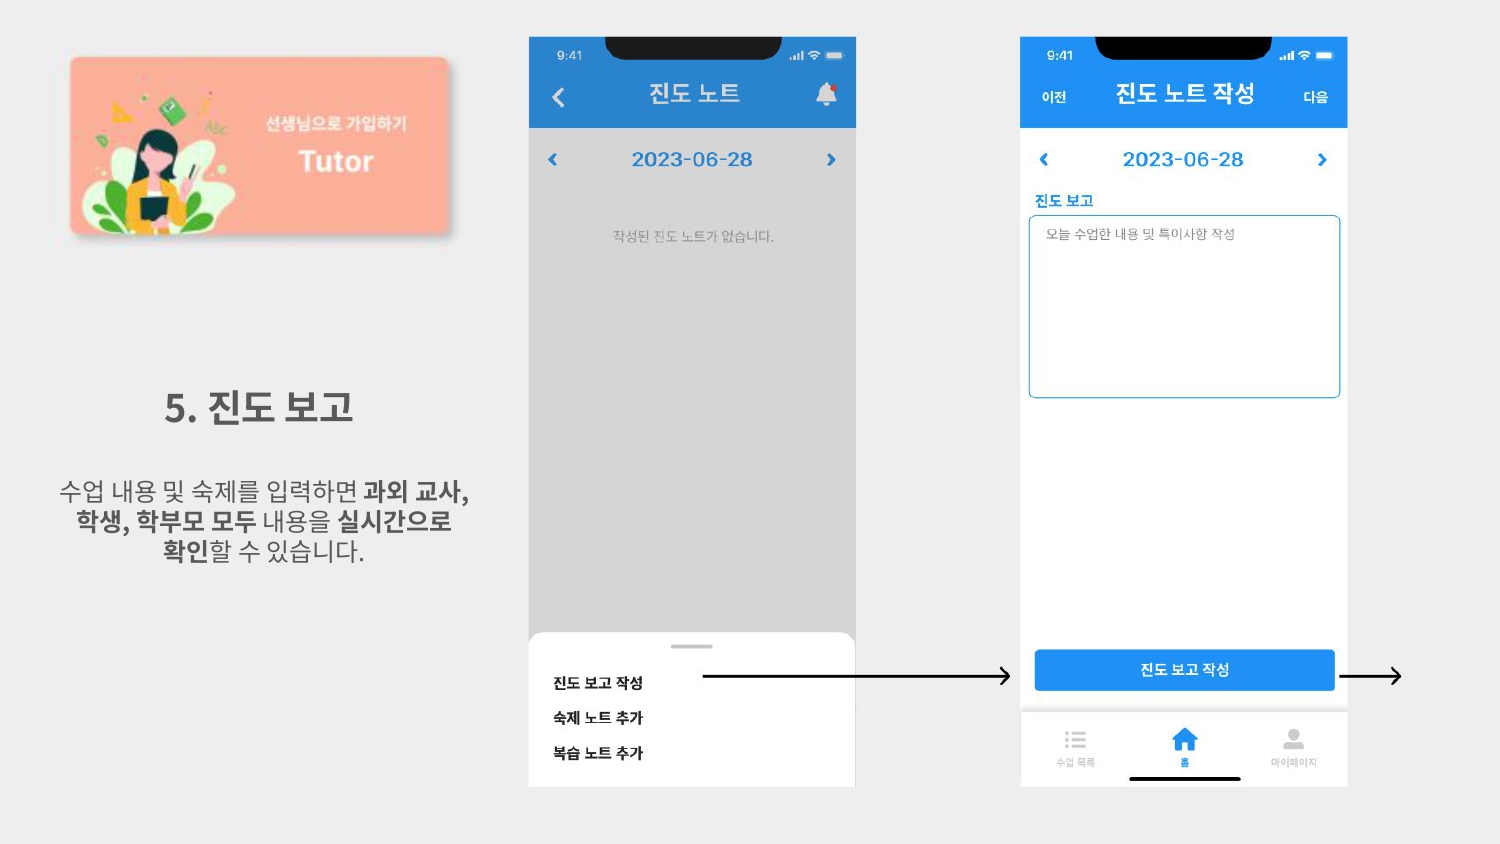 선생님으로 가입하기
Tutor
ABC
5. 진도 보고
수업 내용 및 숙제를 입력하면 과외 교사,
학생, 학부모 모두 내용을 실시간으로
확인할 수 있습니다.
9:41
진도 노트
2023-06-28
작성된 진도 노트가 없습니다.
진도 보고 작성
숙제 노트 추가
복습 노트 추가
9:41
이전
진도 노트 작성
다음
2023-06-28
진도 보고
오늘 수업한 내용 및 특이사항 작성
진도 보고 작성
수업 목록
홈
마이페이지